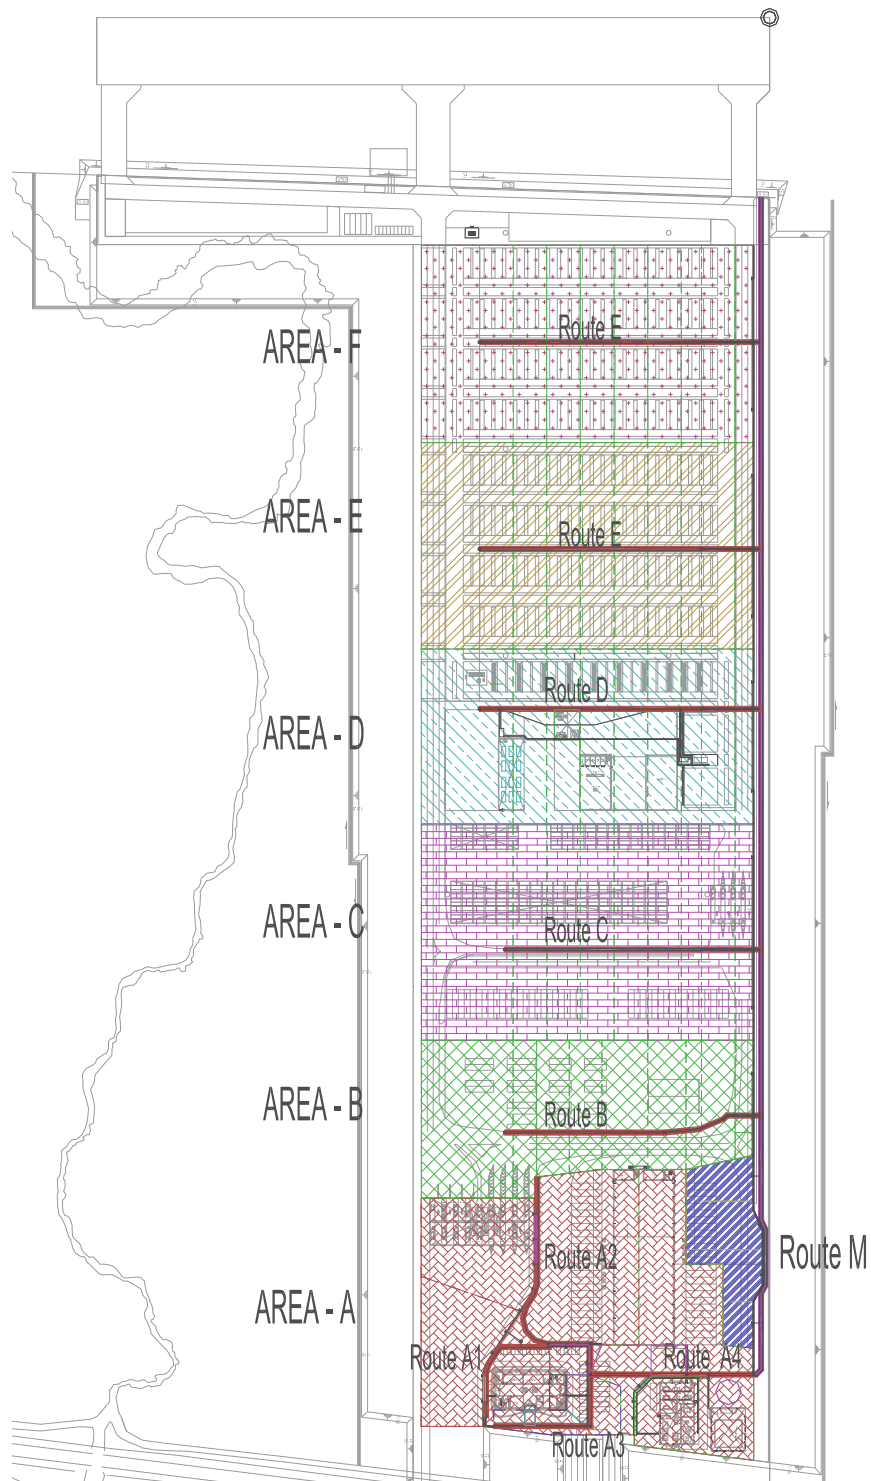 Route E
AREA - F
AREA - E
Route E
Route D
AREA - D
AREA - C
Route C
AREA - B
Route B
Route A2
Route M
AREA - A
Route A1
Route A4
Route A3